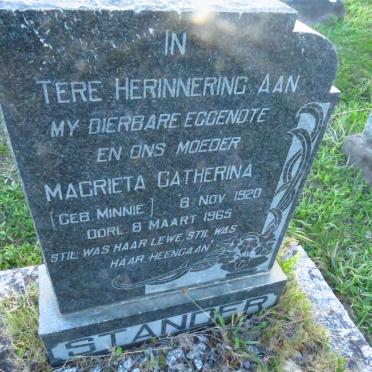 IN
TERE HERINNERING AAN
MY DIERBARE EGGENOTE
EN ONS MOEDER
MAGRIETA CATHERINA
(GEB. MINNIE) 8 NOV. 1920
OORL. 8 MAART 1965
STIL WAS HAAR LEWE, STIL WAS
HAAR HEENGAAN"
STANDER